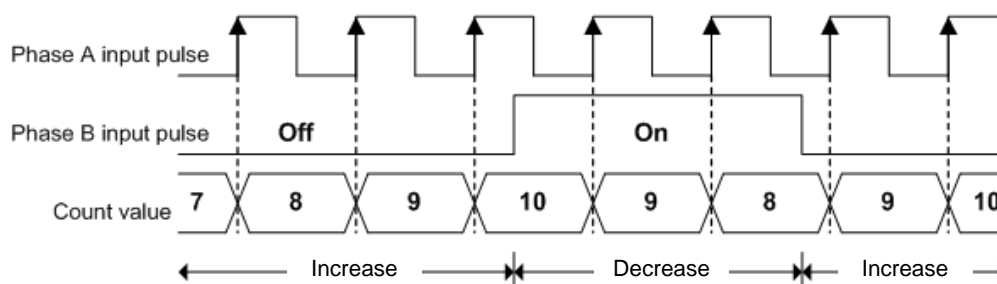 Phase A input pulse
Phase B input pulse Off On
Count value 7 8 9 10 9 8 9 10
Increase Decrease Increase